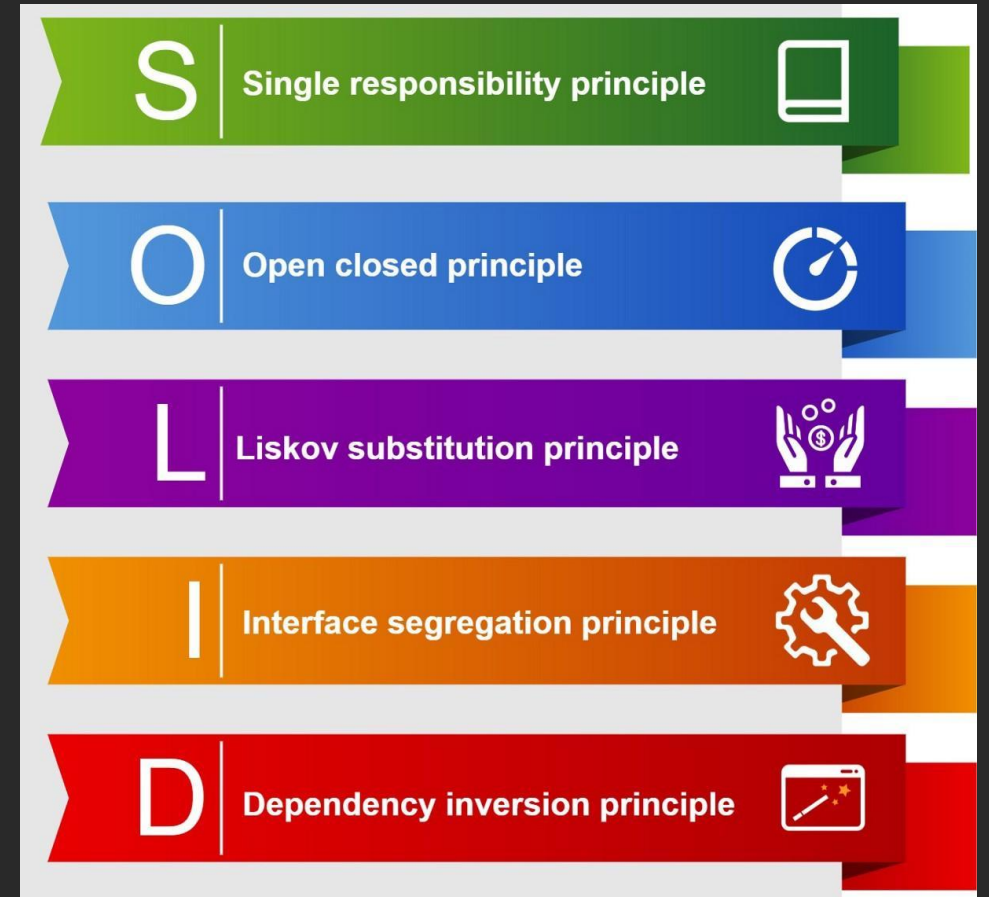 S Single responsibility principle
O Open closed principle
L Liskov substitution principle
$
I Interface segregation principle
D Dependency inversion principle